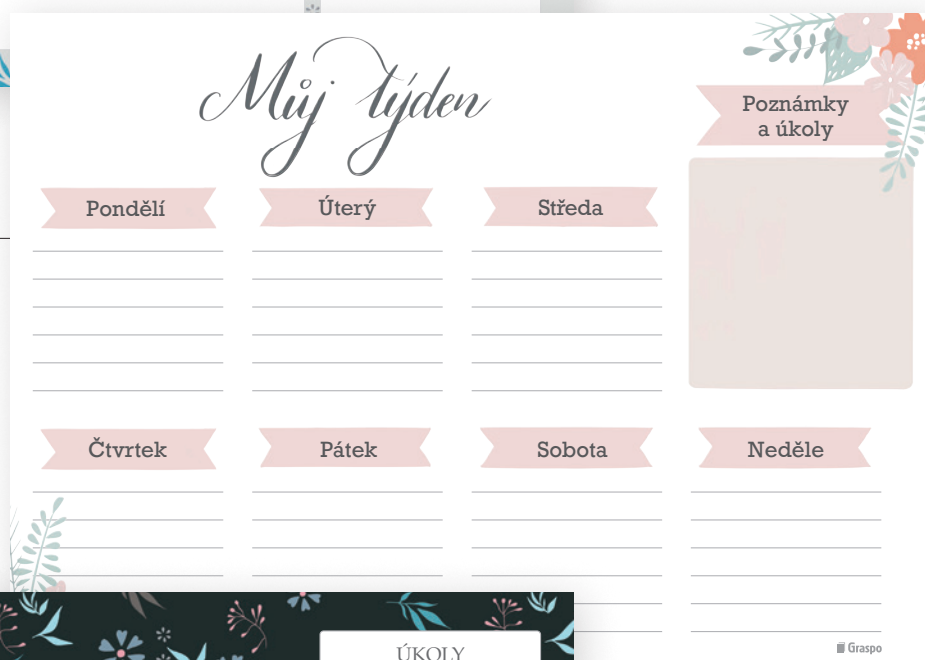 Můj týden
Poznámky
a úkoly
Pondělí
Úterý
Středa
Čtvrtek
Pátek
Sobota
Neděle
Graspo
ÚKOLY